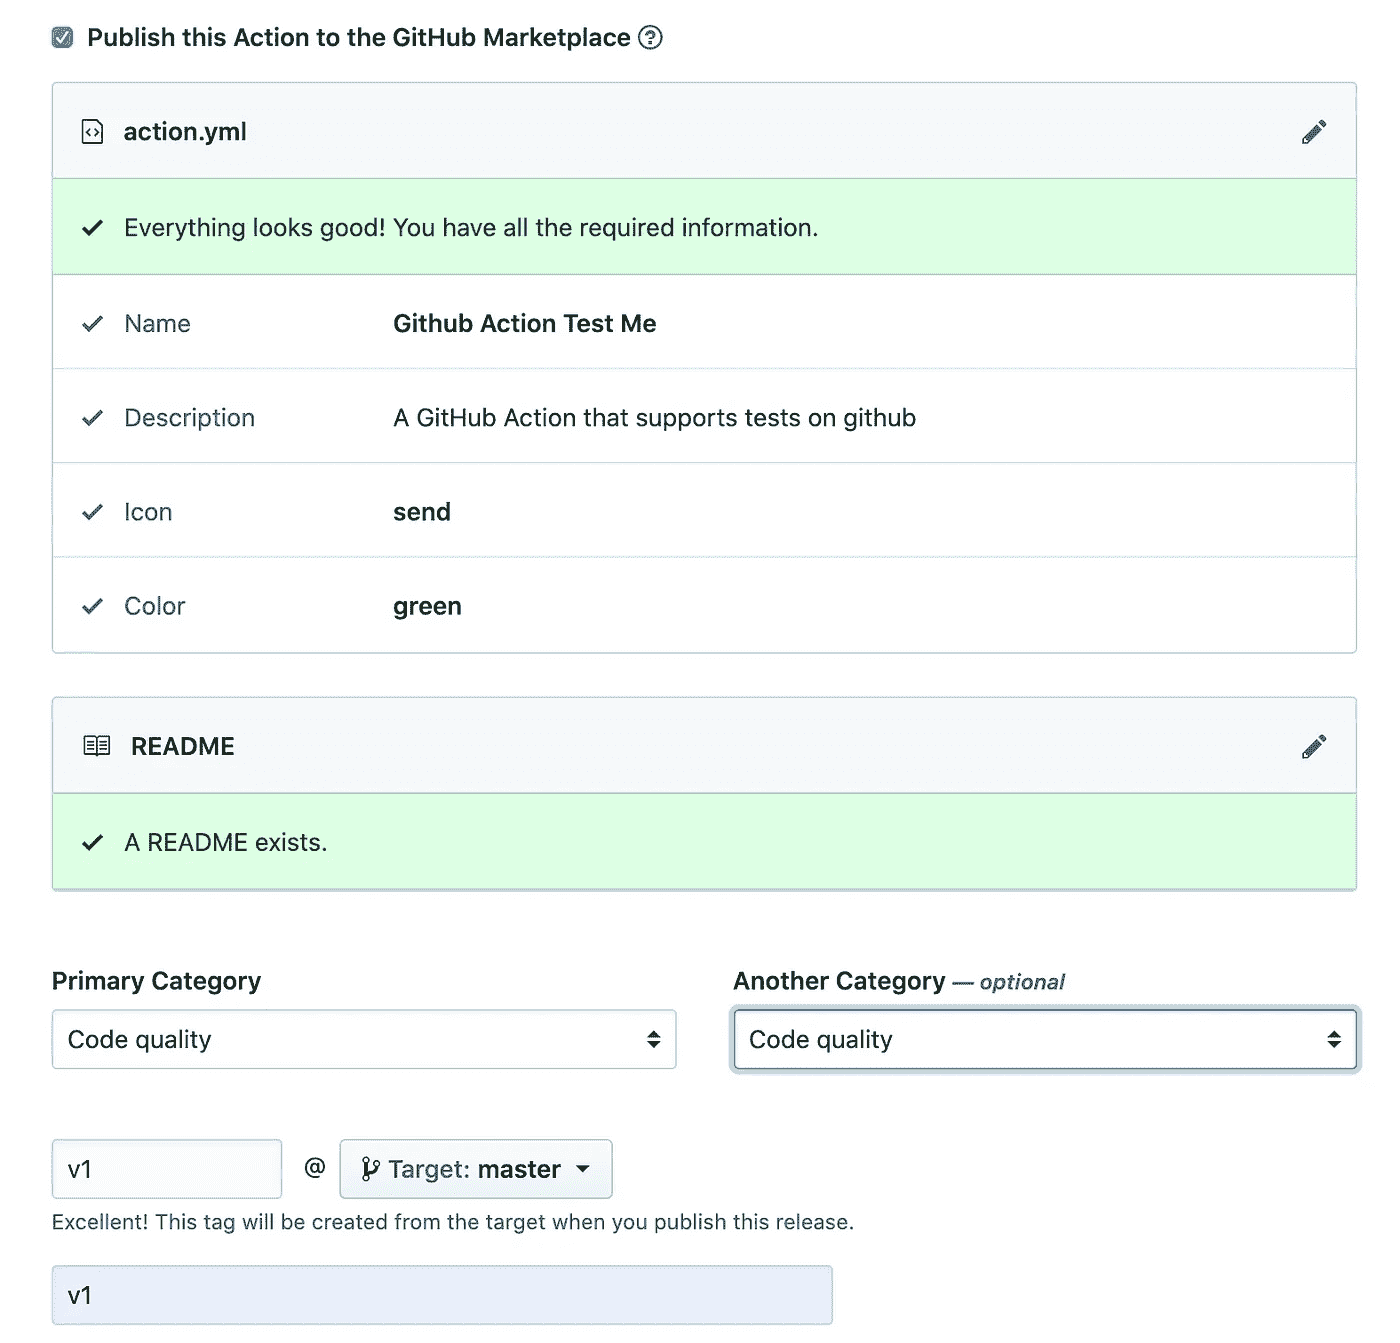 Publish this Action to the GitHub Marketplace
action.yml
Everything looks good! You have all the required information.
Name Github Action Test Me
Description A GitHub Action that supports tests on github
Icon send
Color green
README
A README exists.
Primary Category Another Category — optional
Code quality Code quality
v1 @ Target: master
Excellent! This tag will be created from the target when you publish this release.
v1